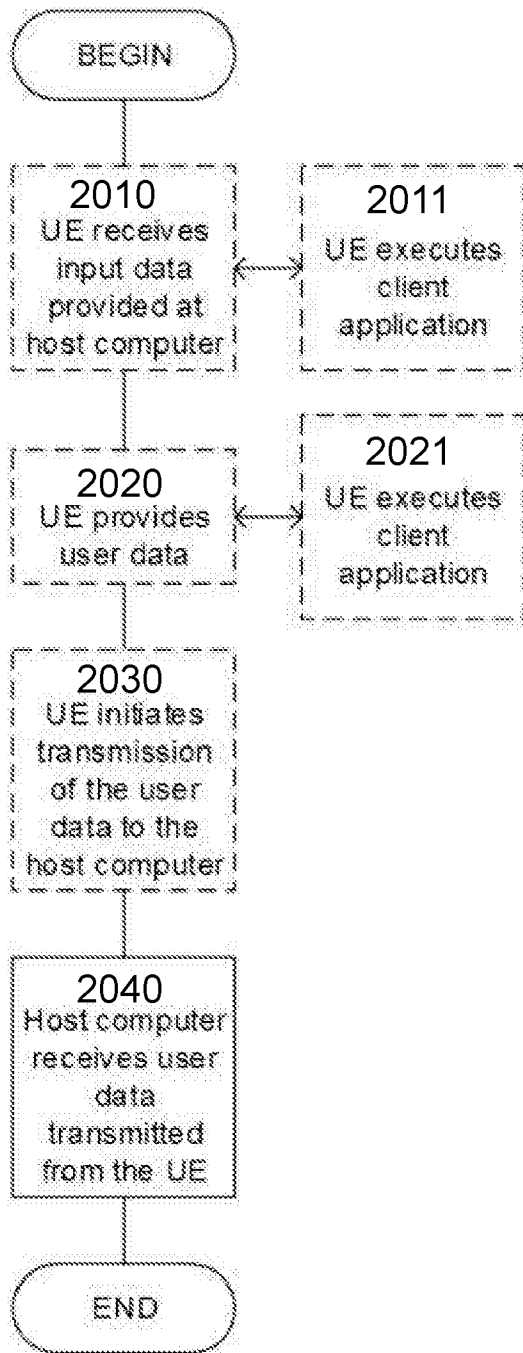 BEGIN
2010
UE receives
input data
provided at
host computer
2011
UE executes
client
application
2020
UE provides
user data
2021
UE executes
client
application
2030
UE initiates
transmission
of the user
data to the
host computer
2040
Host computer
receives user
data
transmitted
from the UE
END